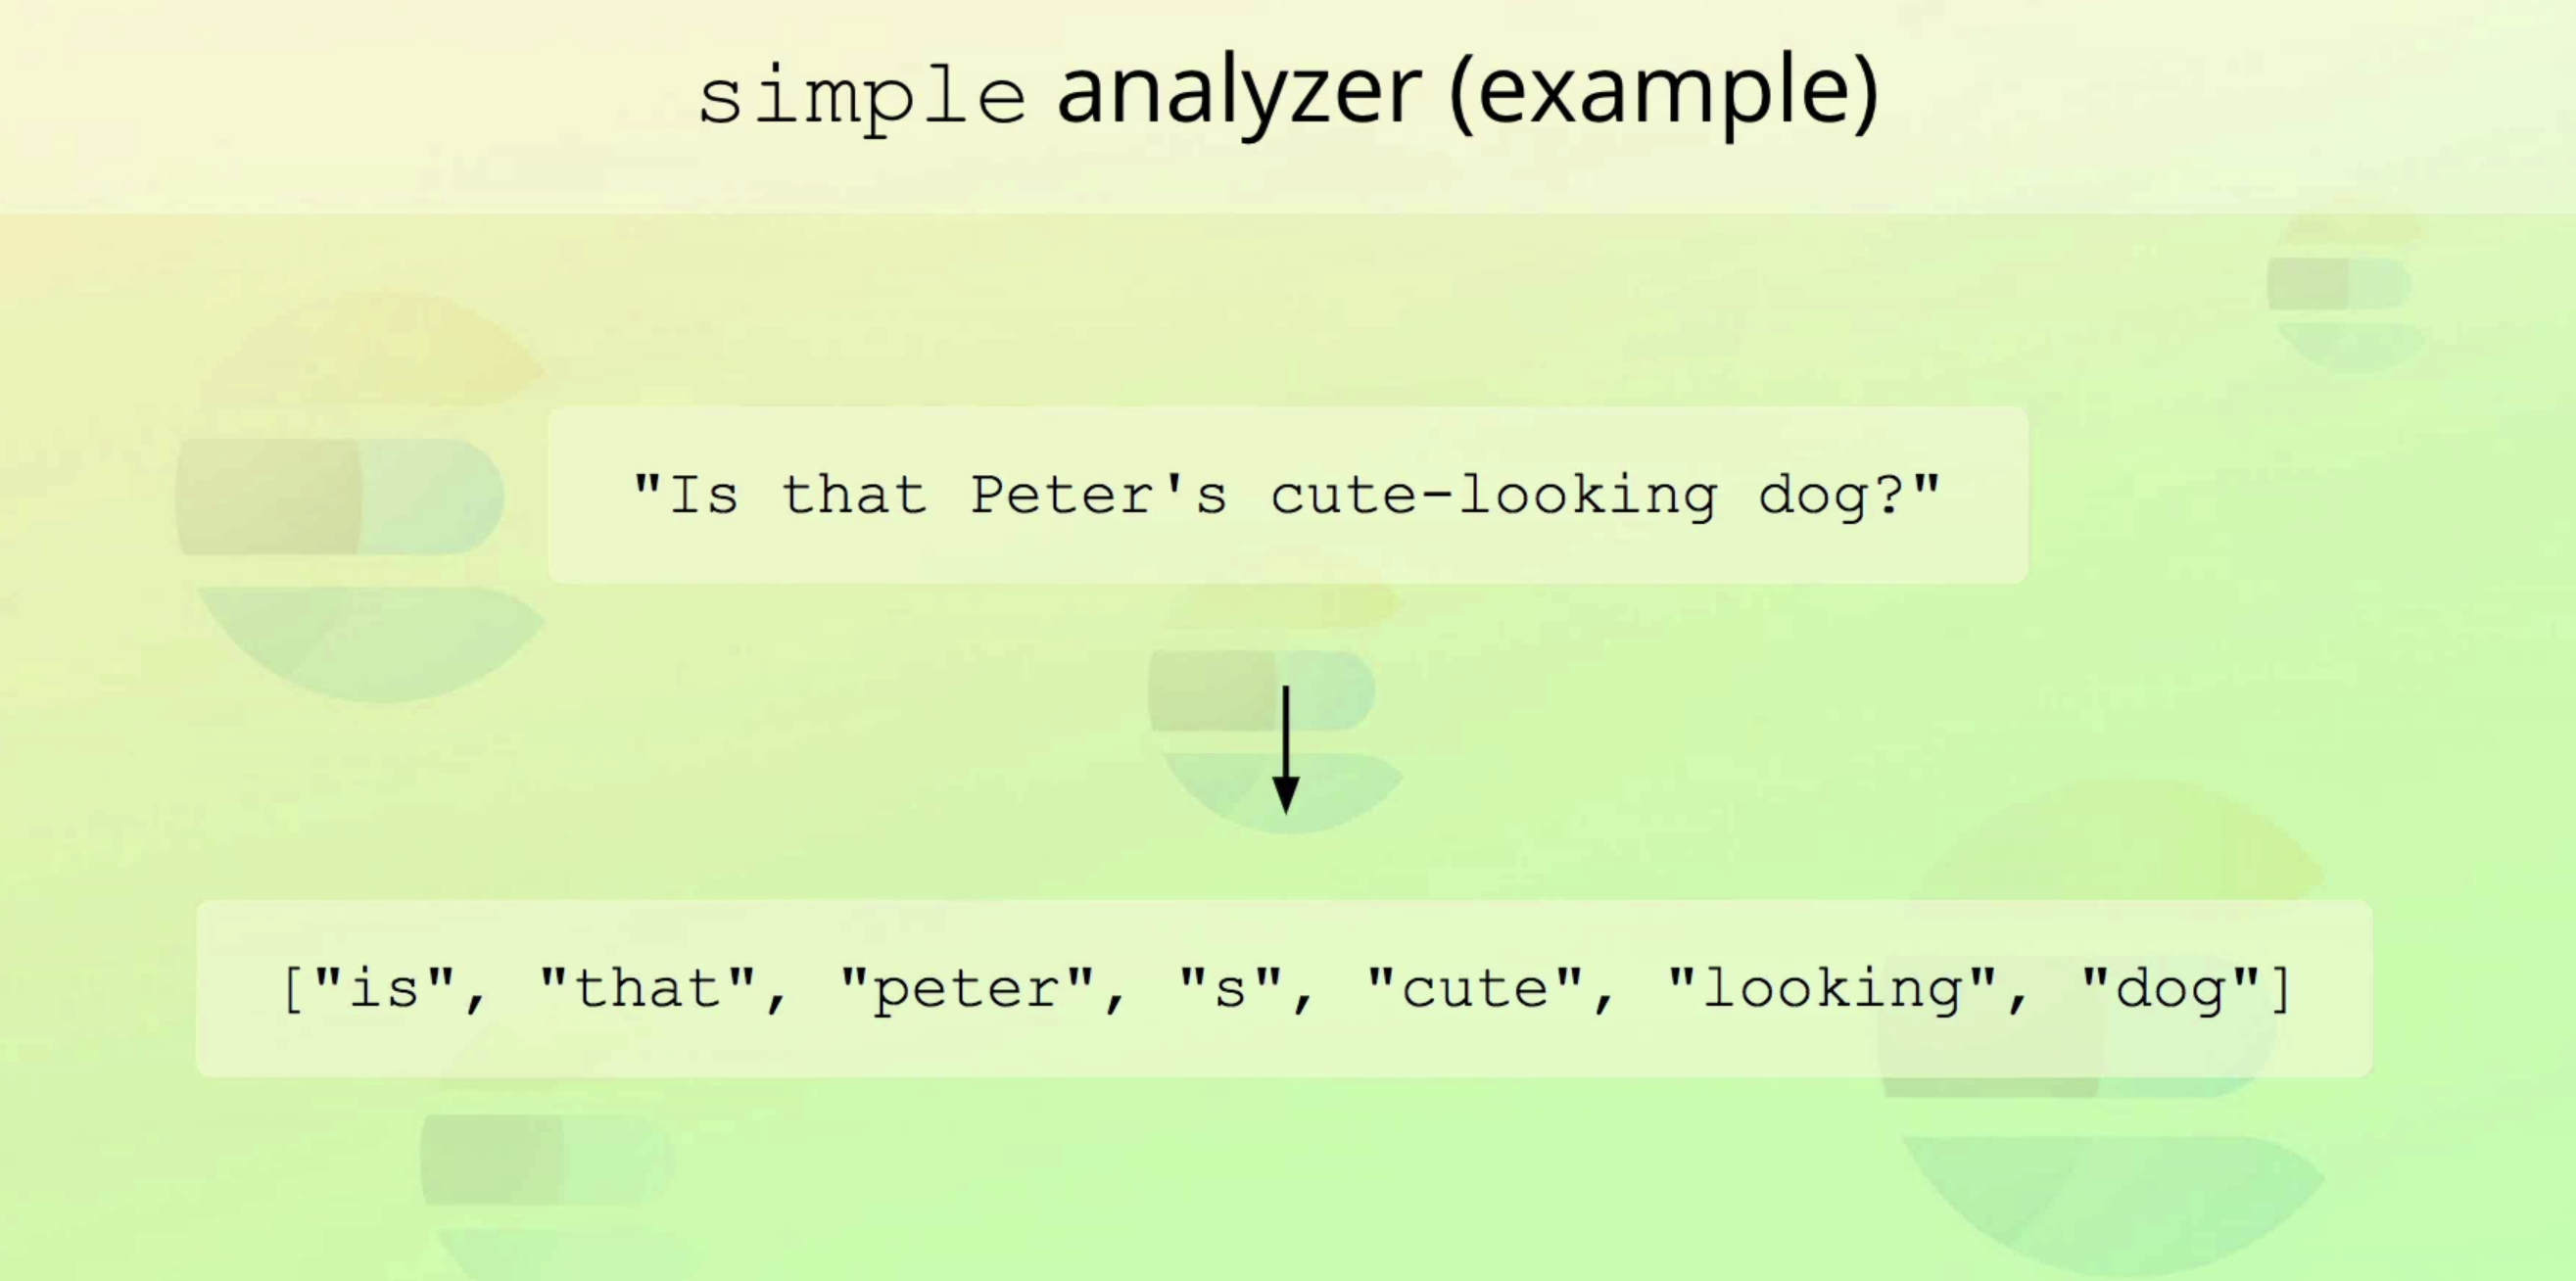 simple analyzer (example)
"Is that Peter's cute-looking dog?"
["is", "that", "peter", "s", "cute", "looking", "dog"]